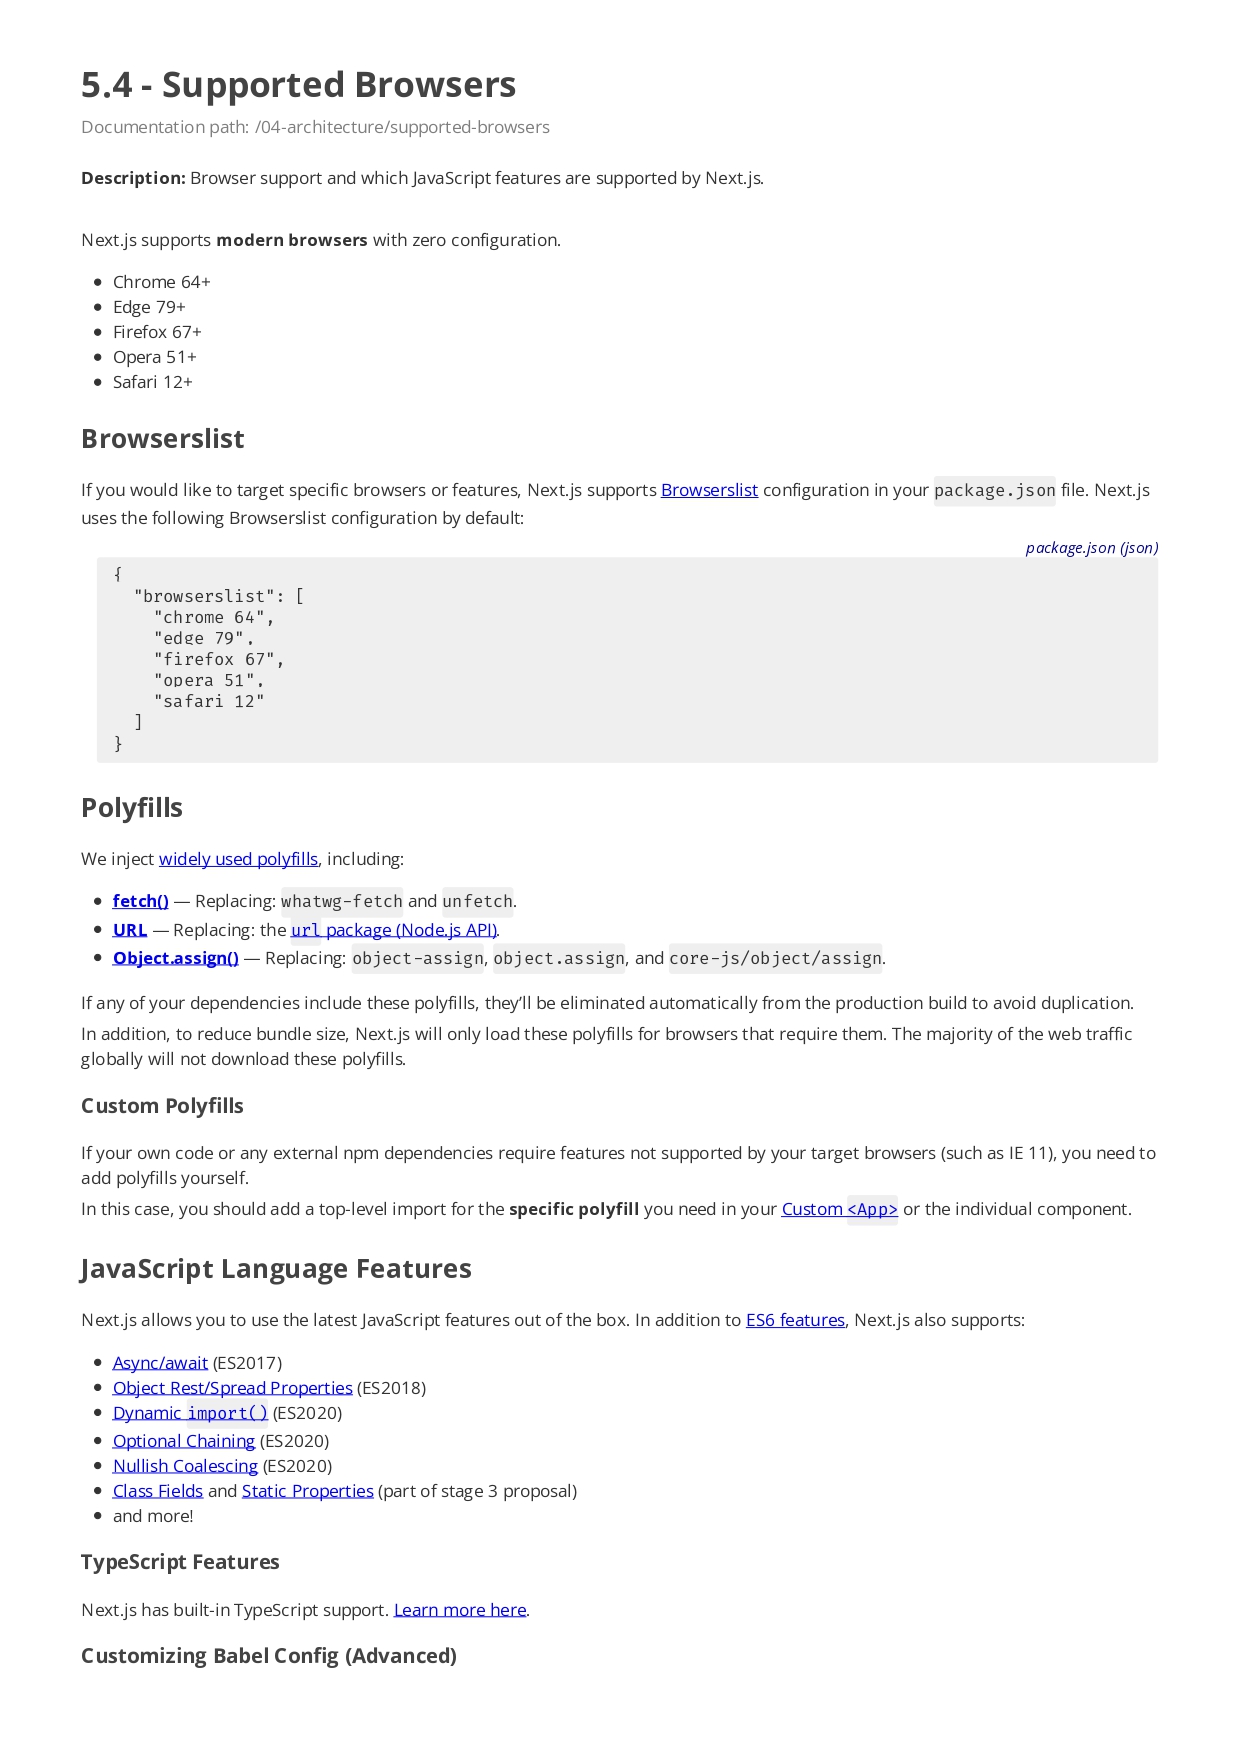 5.4 - Supported Browsers
Documentation path: /04-architecture/supported-browsers
Description: Browser support and which JavaScript features are supported by Next.js.
Next.js supports modern browsers with zero configuration.
Chrome 64+
Edge 79+
Firefox 67+
Opera 51+
Safari 12+
Browserslist
If you would like to target specific browsers or features, Next.js supports Browserslist configuration in your package.json file. Next.js
uses the following Browserslist configuration by default:
package.json (json)
{
"browserslist": [
"chrome 64",
"edge 79",
"firefox 67",
"opera 51",
"safari 12"
]
}
Polyfills
We inject widely used polyfills, including:
fetch() — Replacing: whatwg-fetch and unfetch.
URL — Replacing: the url package (Node.js API).
Object.assign() — Replacing: object-assign, object.assign, and core-js/object/assign.
If any of your dependencies include these polyfills, they’ll be eliminated automatically from the production build to avoid duplication.
In addition, to reduce bundle size, Next.js will only load these polyfills for browsers that require them. The majority of the web traffic
globally will not download these polyfills.
Custom Polyfills
If your own code or any external npm dependencies require features not supported by your target browsers (such as IE 11), you need to
add polyfills yourself.
In this case, you should add a top-level import for the specific polyfill you need in your Custom <App> or the individual component.
JavaScript Language Features
Next.js allows you to use the latest JavaScript features out of the box. In addition to ES6 features, Next.js also supports:
Async/await (ES2017)
Object Rest/Spread Properties (ES2018)
Dynamic import() (ES2020)
Optional Chaining (ES2020)
Nullish Coalescing (ES2020)
Class Fields and Static Properties (part of stage 3 proposal)
and more!
TypeScript Features
Next.js has built-in TypeScript support. Learn more here.
Customizing Babel Config (Advanced)